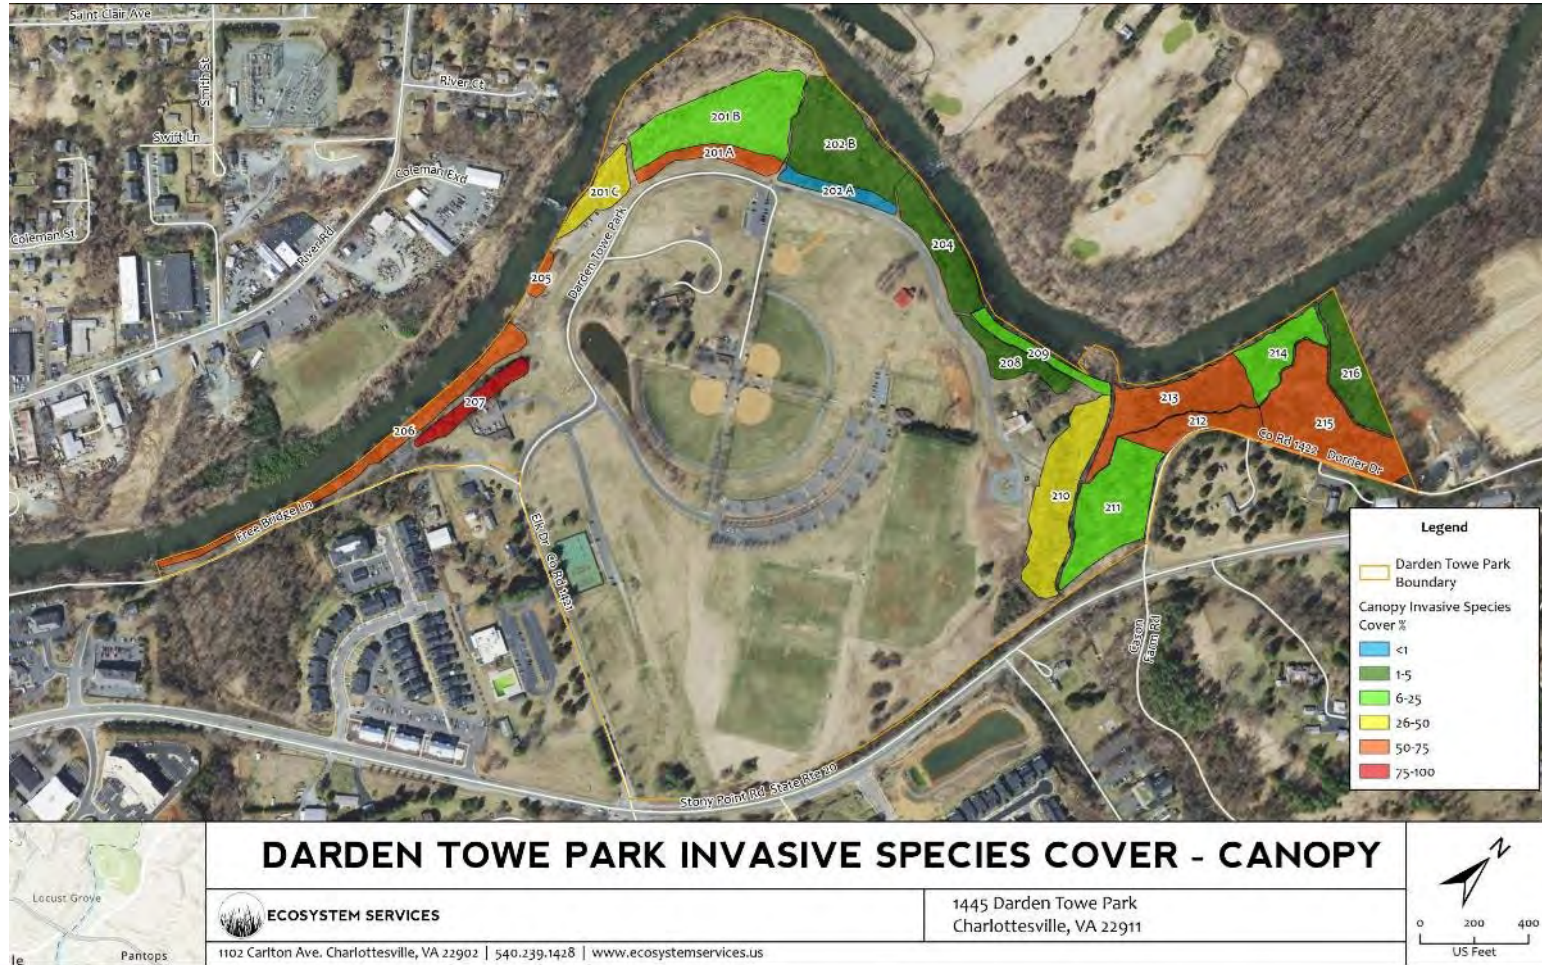 Saint Clair Ave
Smith St
River Ct
Swift Ln
Coleman Exd
Coleman St
River Rd
201 B
201 A
201 C
202 B
202 A
Darden Towe Park
204
205
209
208
214
216
213
212
215
Co Rd 1422 Dorrier Dr
207
206
210
211
Free Bridge Ln
Elk Dr Co Rd 1421
Cason
Farm Rd
Stony Point Rd State Rte 20
Legend
Darden Towe Park
Boundary
Canopy Invasive Species
Cover %
<1
1-5
6-25
26-50
50-75
75-100
DARDEN TOWE PARK INVASIVE SPECIES COVER - CANOPY
N
Locust Grove
Pantops
le
ECOSYSTEM SERVICES
1445 Darden Towe Park
Charlottesville, VA 22911
1102 Carlton Ave. Charlottesville, VA 22902 | 540.239.1428 | www.ecosystemservices.us
0 200 400
US Feet